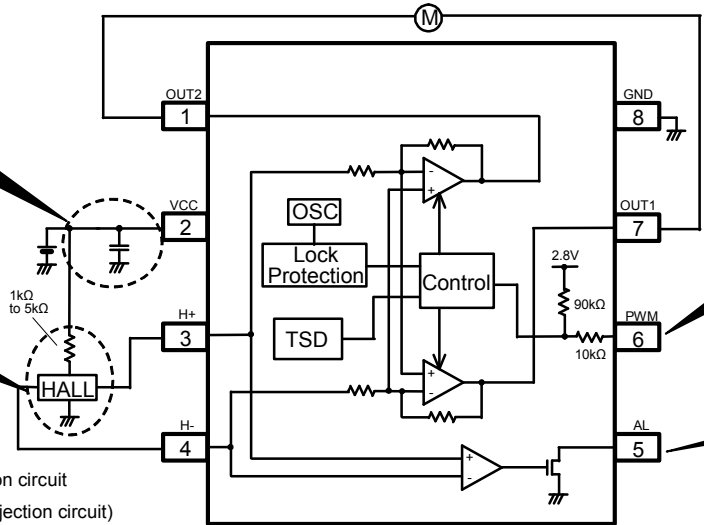 M
OUT2
1
GND
8
VCC
2
OUT1
7
OSC
Lock
Protection
Control
2.8V
90kΩ
10kΩ
PWM
6
1kΩ
to 5kΩ
H+
3
TSD
HALL
H-
4
AL
5
-
+
+
-
+
-
on circuit
jection circuit)